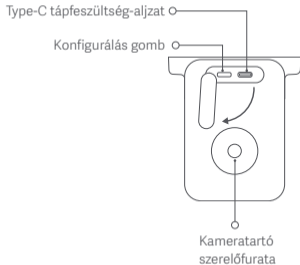 Type-C tápfeszültség-aljzat
Konfigurálás gomb
Kameratartó
szerelőfurata